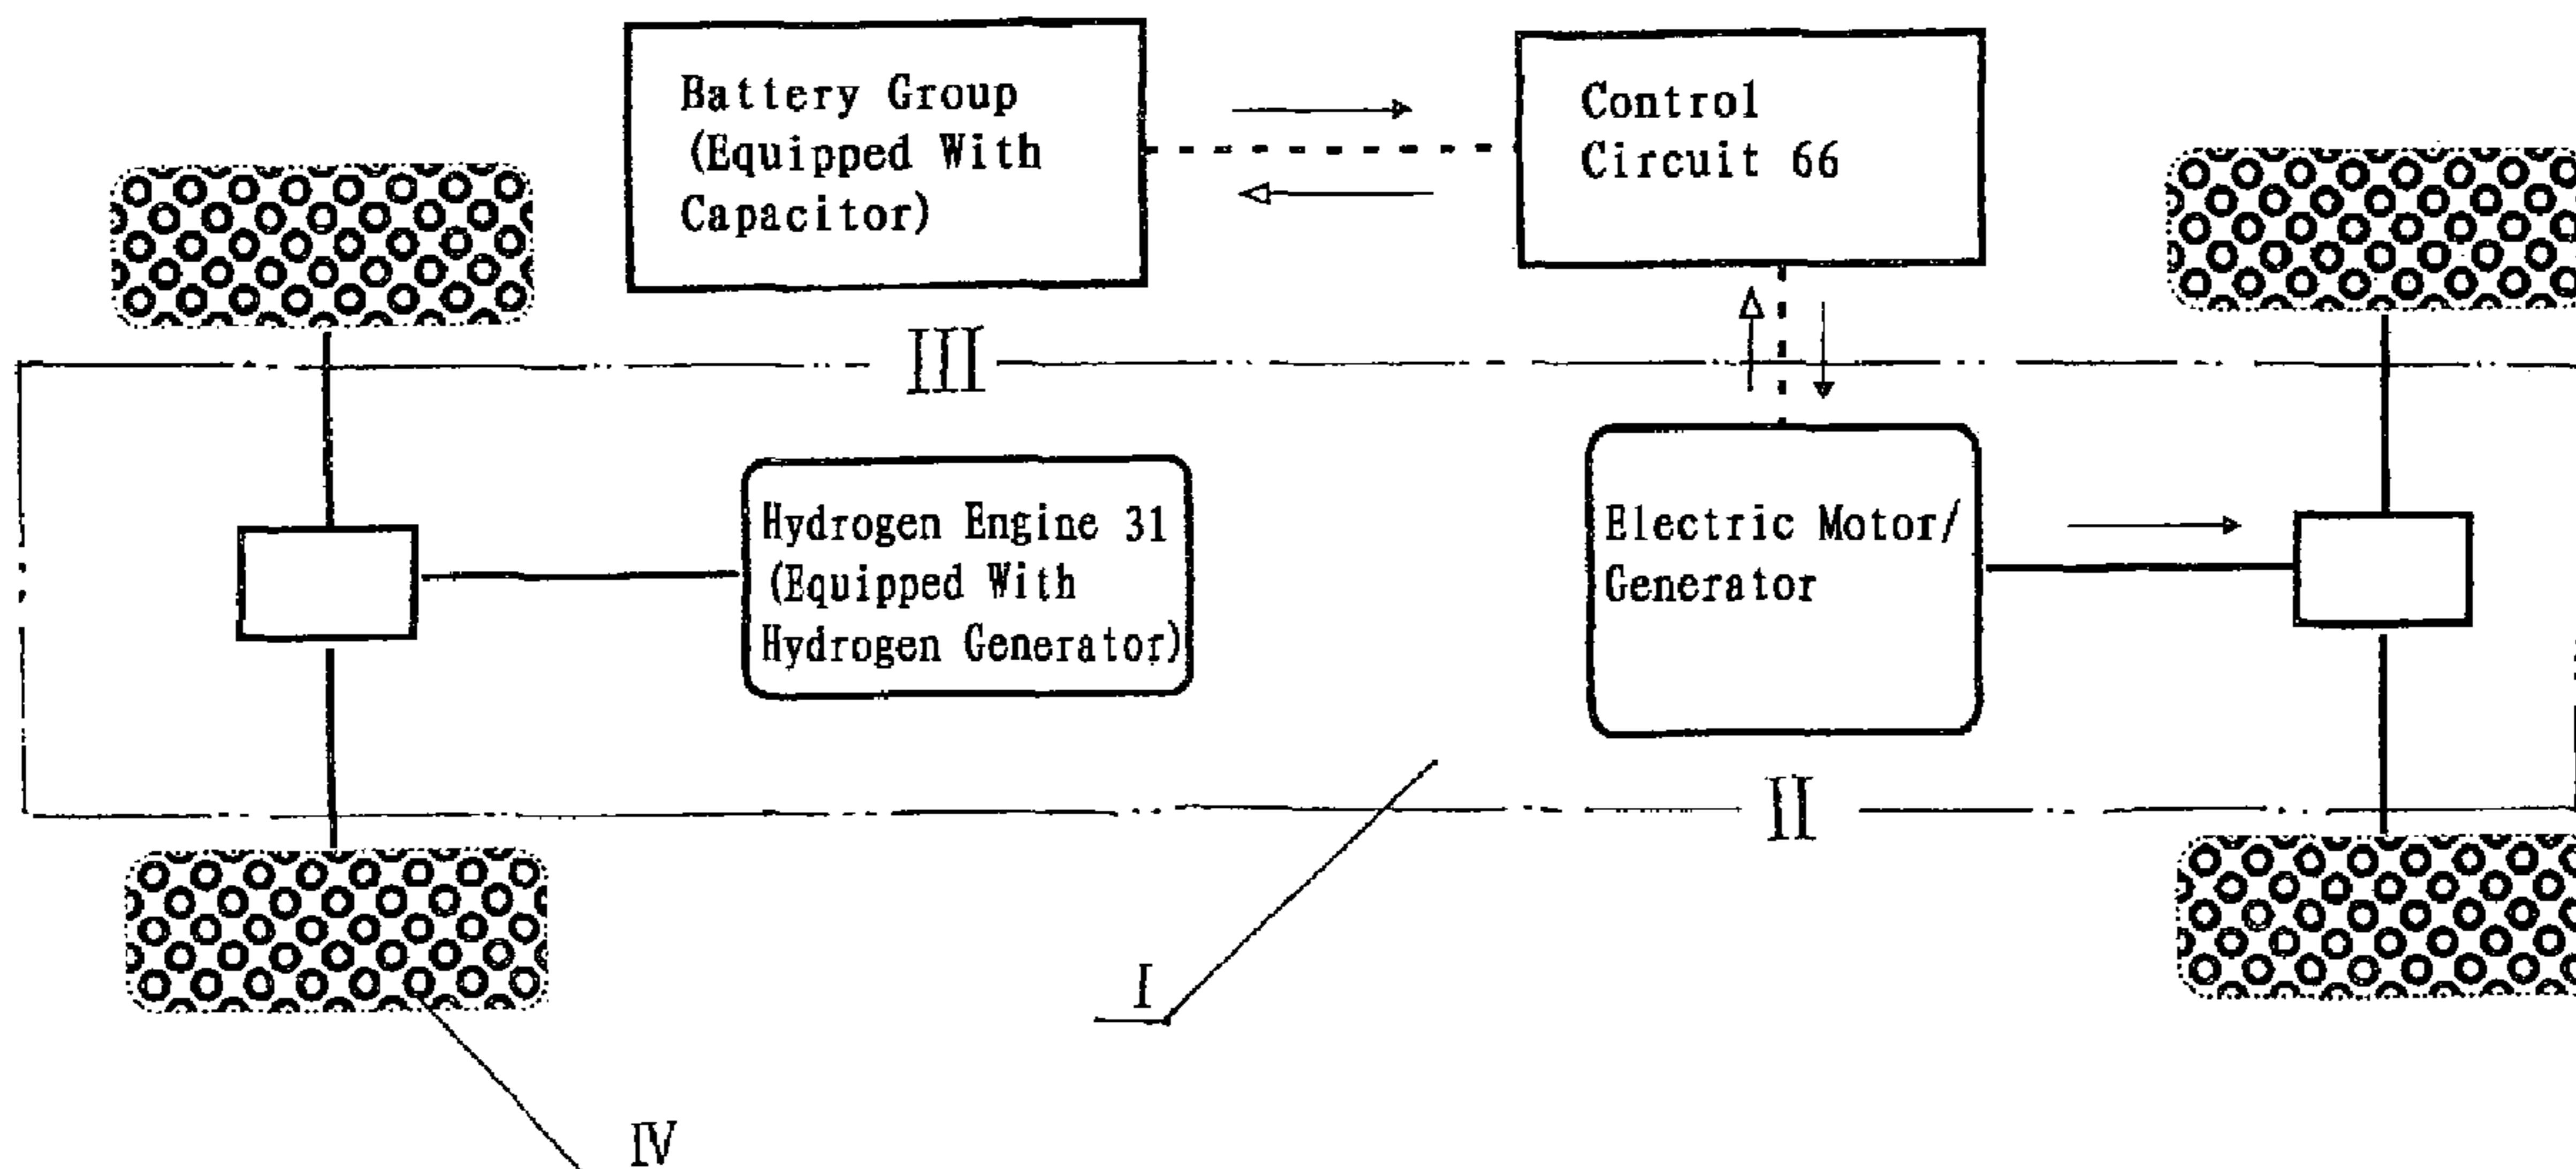 Battery Group
(Equipped With
Capacitor)
Control
Circuit 66
III
Hydrogen Engine 31
(Equipped With
Hydrogen Generator)
Electric Motor/
Generator
II
I
IV